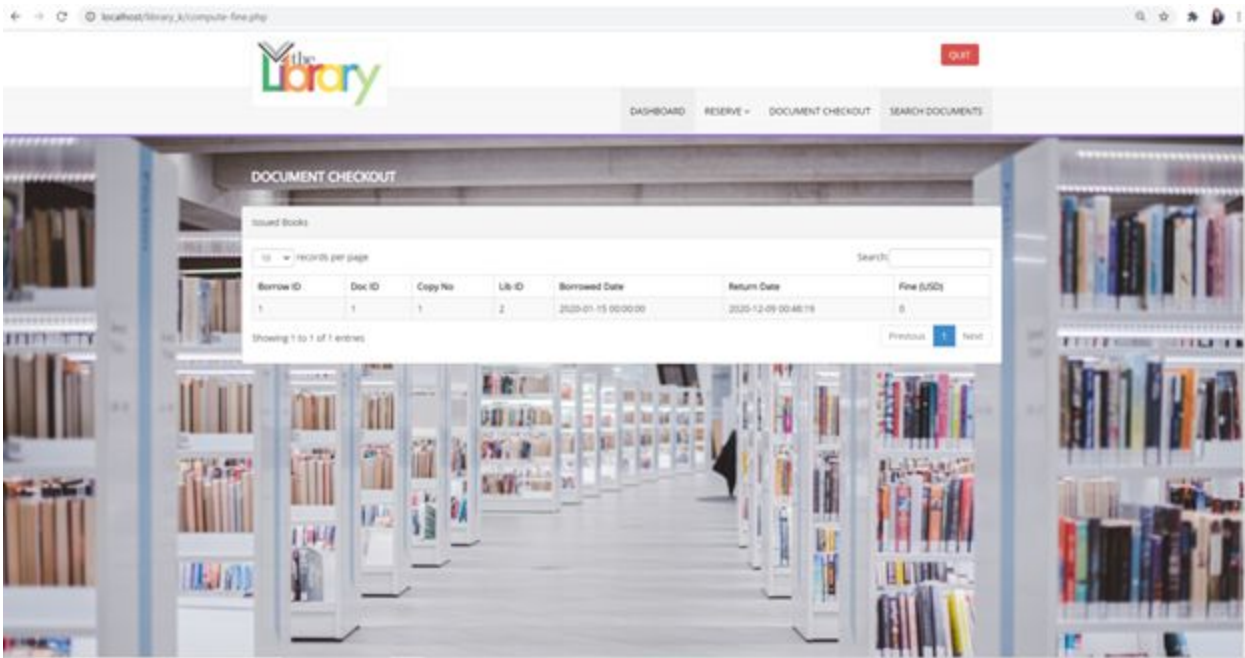 localhost/library_k/compute-fine.php
the Library
QUIT
DASHBOARD RESERVE DOCUMENT CHECKOUT SEARCH DOCUMENTS
DOCUMENT CHECKOUT
Issued Books
10 records per page Search:
Borrow ID Doc ID Copy No Lib ID Borrowed Date Return Date Fine (USD)
1 1 1 2 2020-01-15 00:00:00 2020-12-09 00:48:19 0
Showing 1 to 1 of 1 entries Previous 1 Next